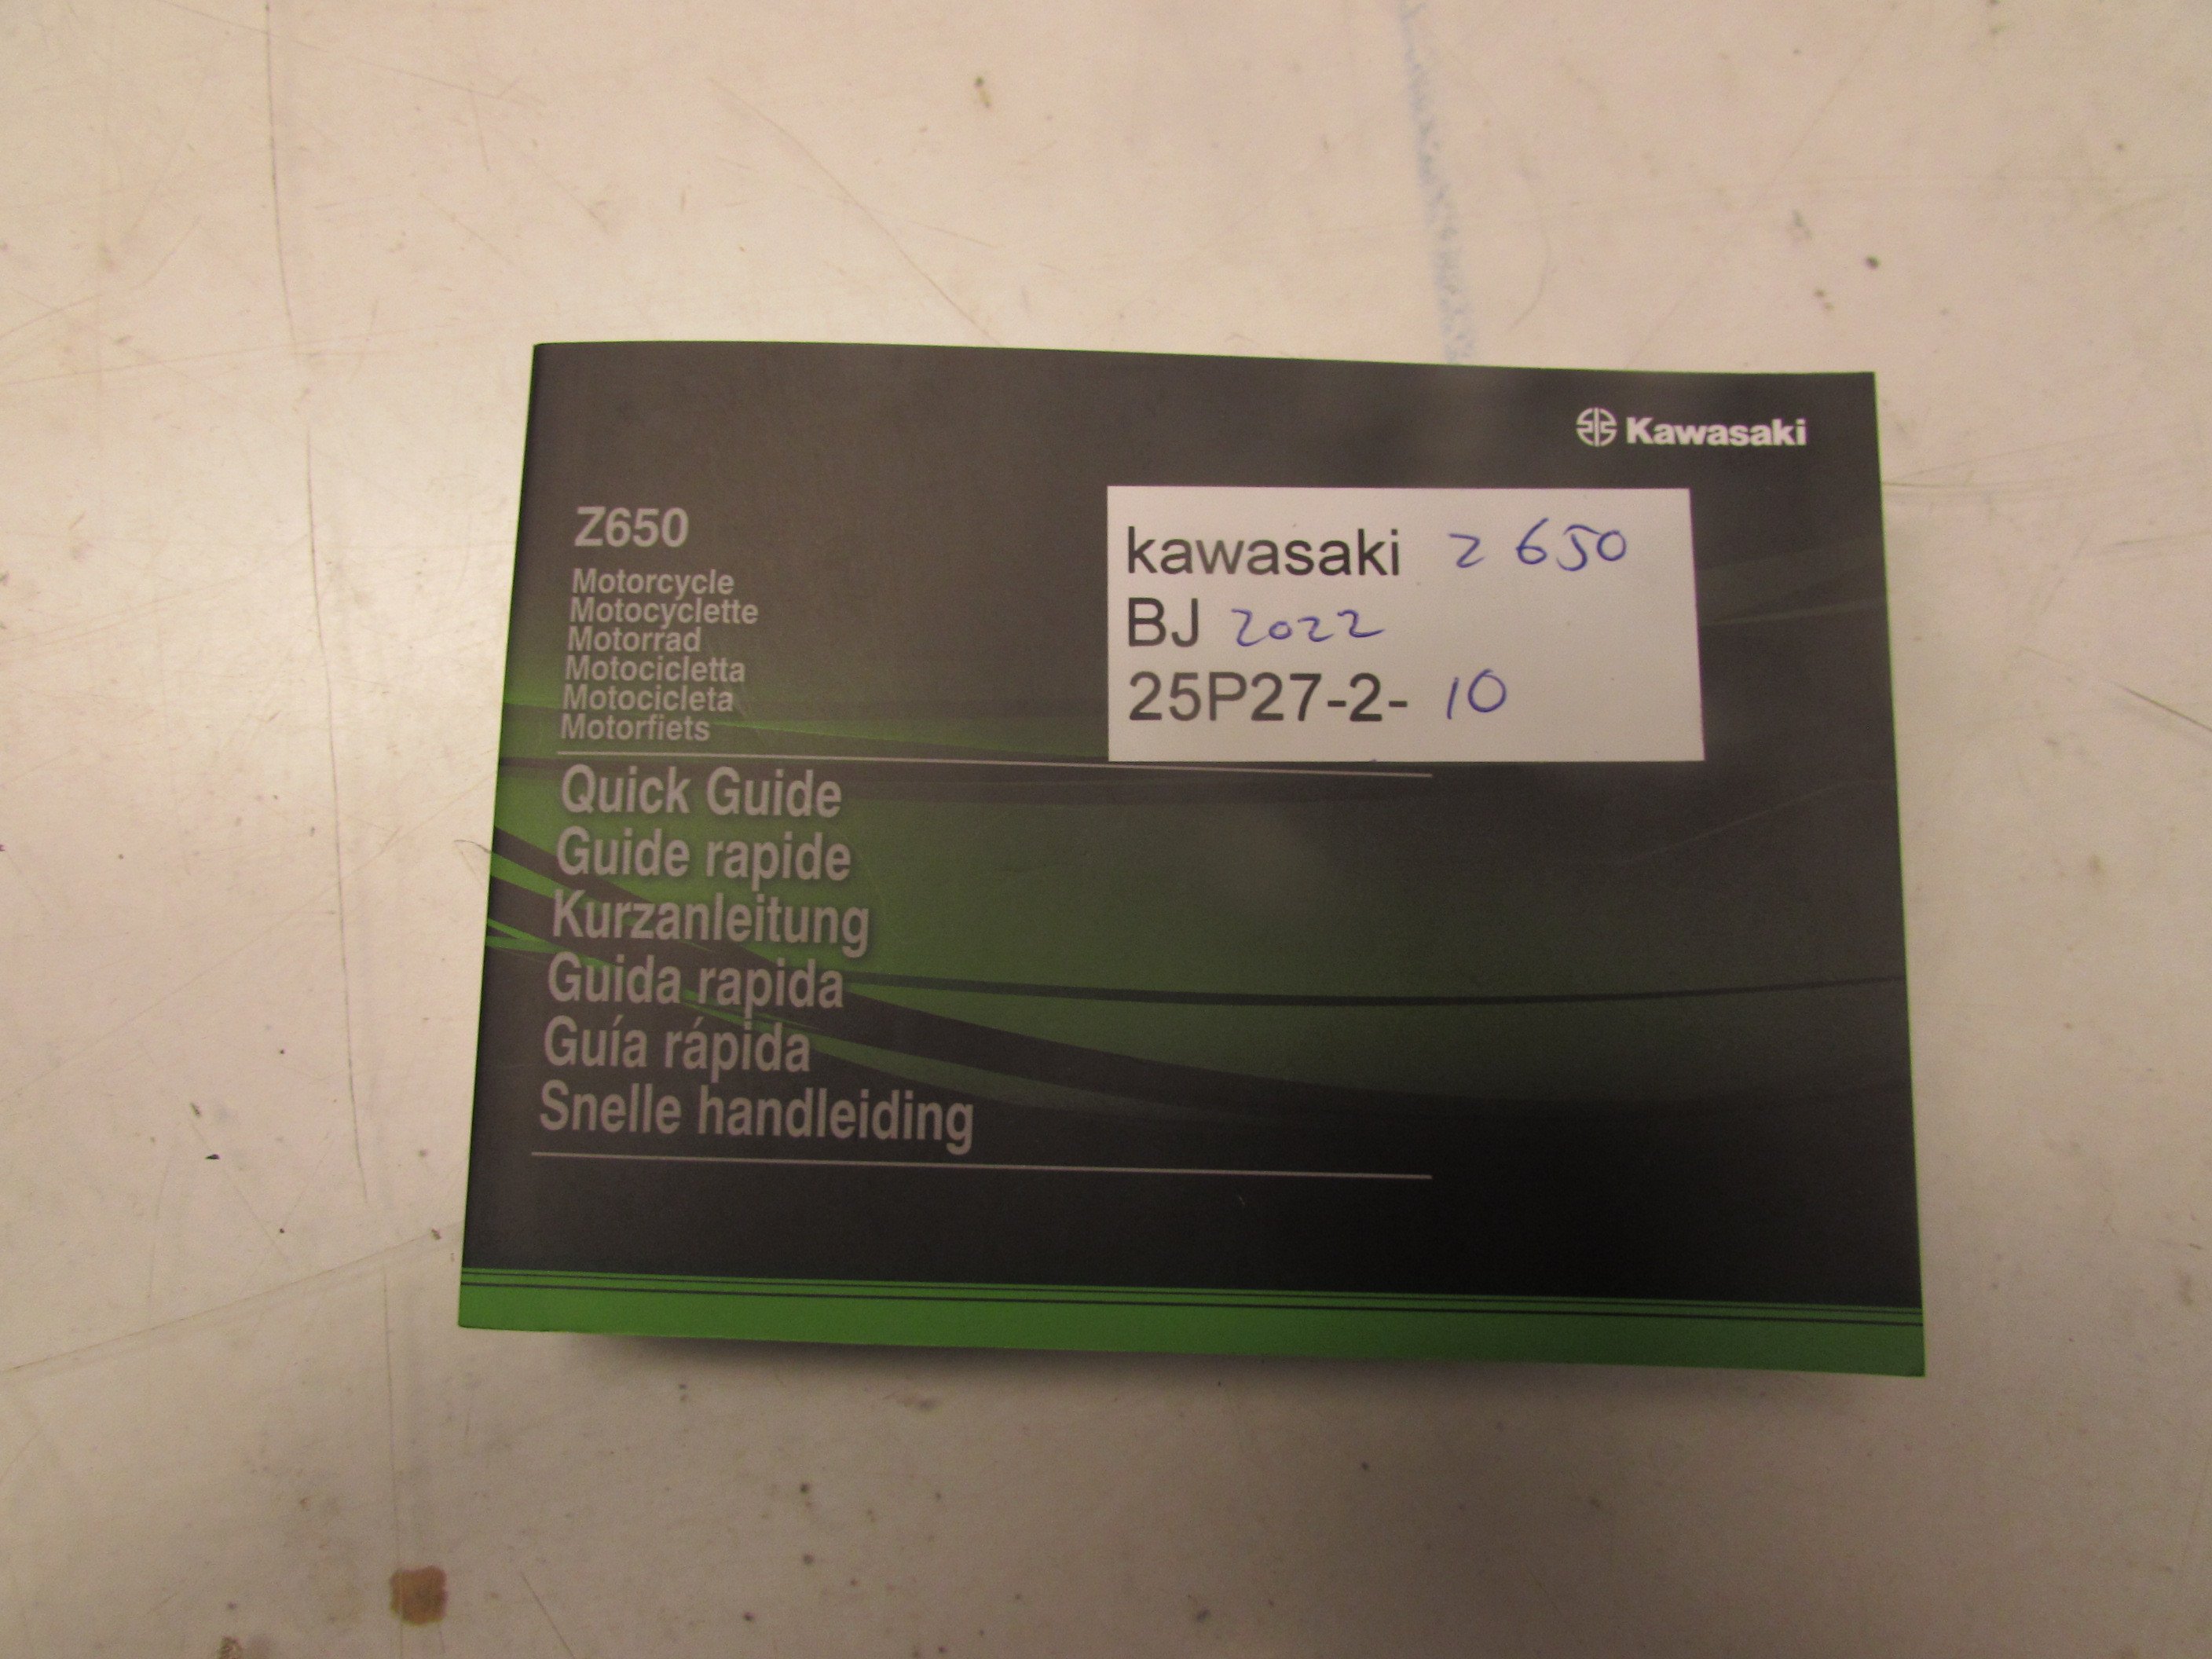 Kawasaki
Z650
Motorcycle
Motocyclette
Motorrad
Motocicletta
Motocicleta
Motorfiets
kawasaki z 650
BJ 2022
25P27-2- 10
Quick Guide
Guide rapide
Kurzanleitung
Guida rapida
Guía rápida
Snelle handleiding